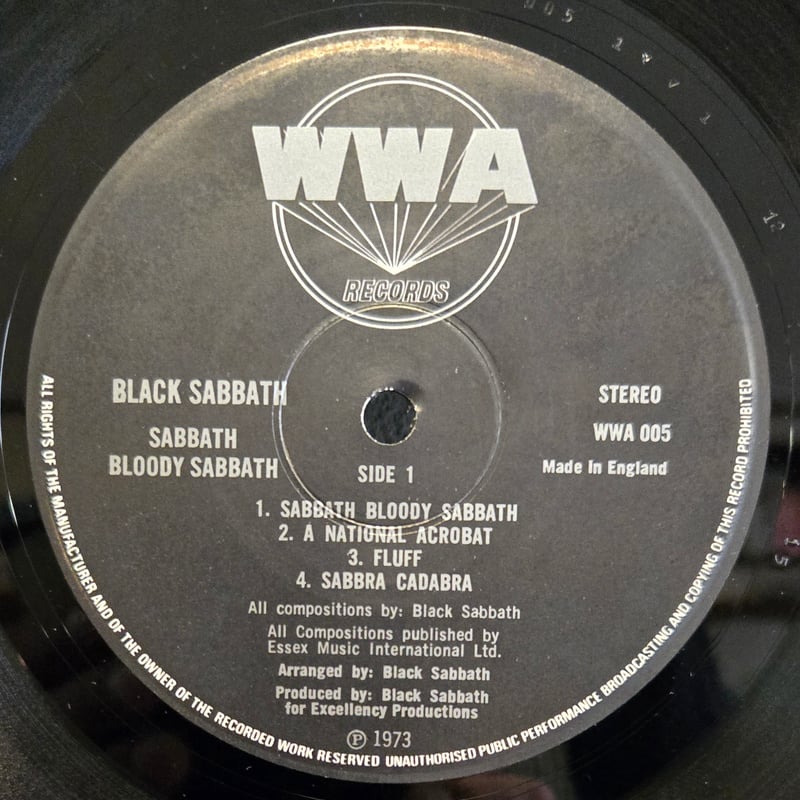 WWA
RECORDS
BLACK SABBATH
SABBATH
BLOODY SABBATH
STEREO
WWA 005
Made In England
SIDE 1
1. SABBATH BLOODY SABBATH
2. A NATIONAL ACROBAT
3. FLUFF
4. SABBRA CADABRA
All compositions by: Black Sabbath
All Compositions published by
Essex Music International Ltd.
Arranged by: Black Sabbath
Produced by: Black Sabbath
for Excellency Productions
Ⓟ 1973
ALL RIGHTS OF THE MANUFACTURER AND OF THE OWNER OF THE RECORDED WORK RESERVED UNAUTHORISED PUBLIC PERFORMANCE BROADCASTING AND COPYING OF THIS RECORD PROHIBITED